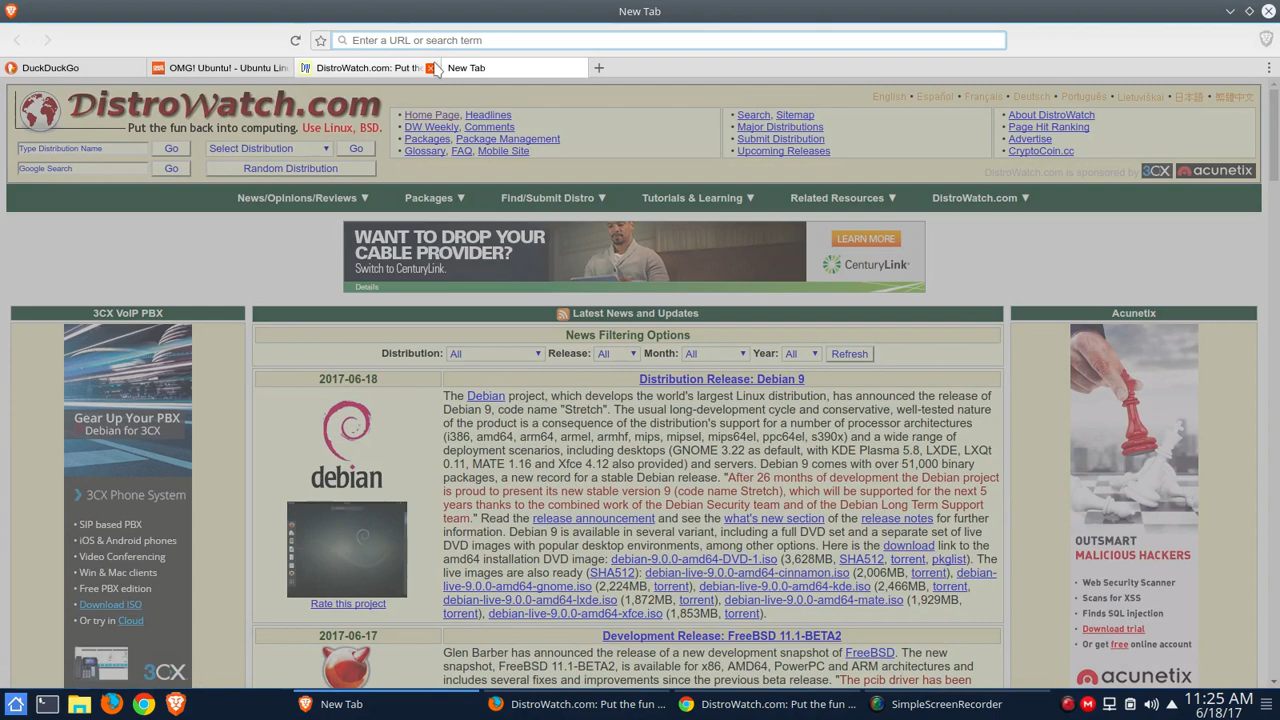 New Tab
Enter a URL or search term
DuckDuckGo
OMG! Ubuntu! - Ubuntu Lin
DistroWatch.com: Put the
New Tab
DistroWatch.com
Put the fun back into computing. Use Linux, BSD.
English • Español • Français • Deutsch • Português • Lietuviškai • 日本語 • 繁體中文
• Home Page, Headlines
• DW Weekly, Comments
• Packages, Package Management
• Glossary, FAQ, Mobile Site
• Search, Sitemap
• Major Distributions
• Submit Distribution
• Upcoming Releases
• About DistroWatch
• Page Hit Ranking
• Advertise
• CryptoCoin.cc
Type Distribution Name
Go
Select Distribution
Go
Google Search
Go
Random Distribution
DistroWatch.com is sponsored by 3CX acunetix
News/Opinions/Reviews ▼ Packages ▼ Find/Submit Distro ▼ Tutorials & Learning ▼ Related Resources ▼ DistroWatch.com ▼
WANT TO DROP YOUR
CABLE PROVIDER?
Switch to CenturyLink.
Details
LEARN MORE
CenturyLink
3CX VoIP PBX
Gear Up Your PBX
Debian for 3CX
3CX Phone System
• SIP based PBX
• iOS & Android phones
• Video Conferencing
• Win & Mac clients
• Free PBX edition
• Download ISO
• Or try in Cloud
3CX
Latest News and Updates
News Filtering Options
Distribution: All Release: All Month: All Year: All Refresh
2017-06-18
Distribution Release: Debian 9
debian
Rate this project
The Debian project, which develops the world's largest Linux distribution, has announced the release of
Debian 9, code name "Stretch". The usual long-development cycle and conservative, well-tested nature
of the product is a consequence of the distribution's support for a number of processor architectures
(i386, amd64, arm64, armel, armhf, mips, mipsel, mips64el, ppc64el, s390x) and a wide range of
deployment scenarios, including desktops (GNOME 3.22 as default, with KDE Plasma 5.8, LXDE, LXQt
0.11, MATE 1.16 and Xfce 4.12 also provided) and servers. Debian 9 comes with over 51,000 binary
packages, a new record for a stable Debian release. "After 26 months of development the Debian project
is proud to present its new stable version 9 (code name Stretch), which will be supported for the next 5
years thanks to the combined work of the Debian Security team and of the Debian Long Term Support
team." Read the release announcement and see the what's new section of the release notes for further
information. Debian 9 is available in several variant, including a full DVD set and a separate set of live
DVD images with popular desktop environments, among other options. Here is the download link to the
amd64 installation DVD image: debian-9.0.0-amd64-DVD-1.iso (3,628MB, SHA512, torrent, pkglist). The
live images are also ready (SHA512): debian-live-9.0.0-amd64-cinnamon.iso (2,006MB, torrent), debian-
live-9.0.0-amd64-gnome.iso (2,224MB, torrent), debian-live-9.0.0-amd64-kde.iso (2,466MB, torrent),
debian-live-9.0.0-amd64-lxde.iso (1,872MB, torrent), debian-live-9.0.0-amd64-mate.iso (1,929MB,
torrent), debian-live-9.0.0-amd64-xfce.iso (1,853MB, torrent).
2017-06-17
Development Release: FreeBSD 11.1-BETA2
Glen Barber has announced the release of a new development snapshot of FreeBSD. The new
snapshot, FreeBSD 11.1-BETA2, is available for x86, AMD64, PowerPC and ARM architectures and
includes several fixes and improvements since the previous beta release. "The pcib driver has been
Acunetix
OUTSMART
MALICIOUS HACKERS
• Web Security Scanner
• Scans for XSS
• Finds SQL injection
• Download trial
• Or get free online account
acunetix
New Tab
DistroWatch.com: Put the fun ...
DistroWatch.com: Put the fun ...
SimpleScreenRecorder
11:25 AM
6/18/17